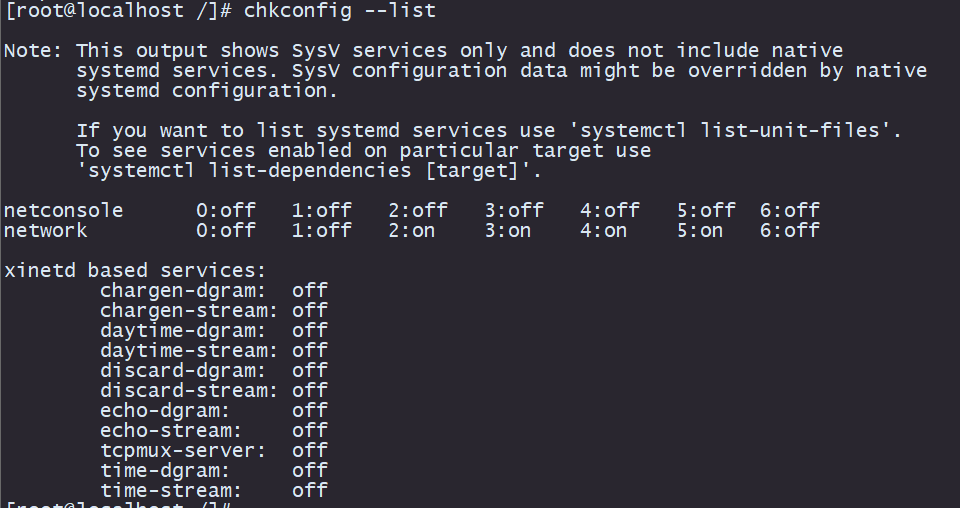 [root@localhost /]# chkconfig --list
Note: This output shows SysV services only and does not include native
systemd services. SysV configuration data might be overridden by native
systemd configuration.
If you want to list systemd services use 'systemctl list-unit-files'.
To see services enabled on particular target use
'systemctl list-dependencies [target]'.
netconsole 0:off 1:off 2:off 3:off 4:off 5:off 6:off
network 0:off 1:off 2:on 3:on 4:on 5:on 6:off
xinetd based services:
chargen-dgram: off
chargen-stream: off
daytime-dgram: off
daytime-stream: off
discard-dgram: off
discard-stream: off
echo-dgram: off
echo-stream: off
tcpmux-server: off
time-dgram: off
time-stream: off
[root@localhost /]#